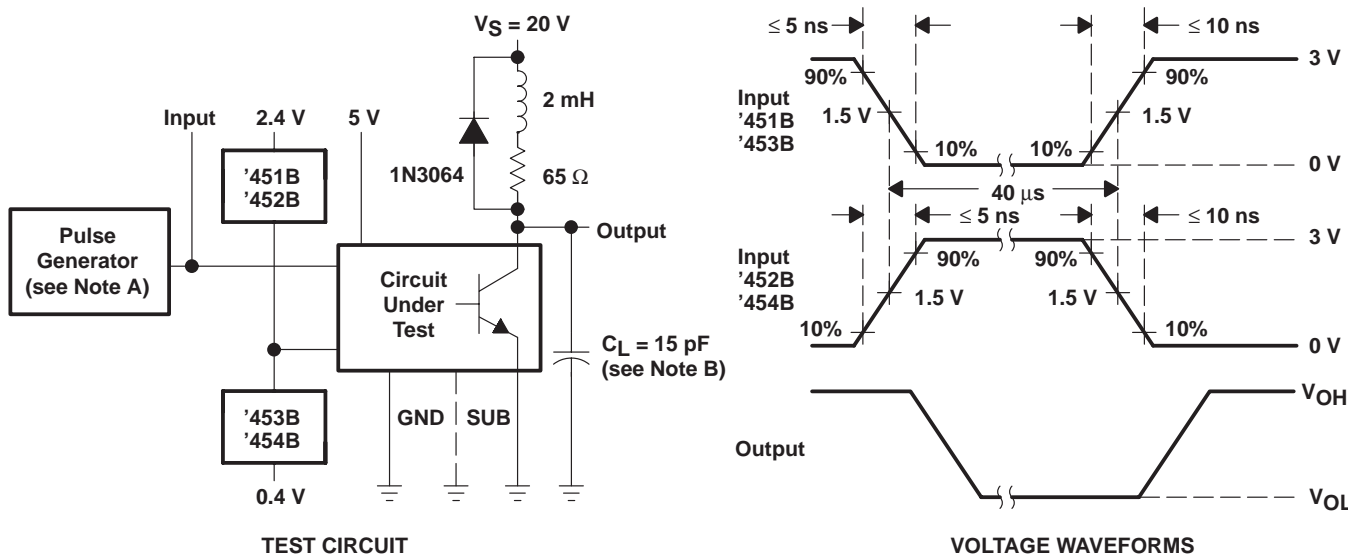 VS = 20 V
2 mH
Input
2.4 V
5 V
'451B
'452B
1N3064
65 Ω
Pulse
Generator
(see Note A)
Output
Circuit
Under
Test
CL = 15 pF
(see Note B)
'453B
'454B
GND
SUB
0.4 V
TEST CIRCUIT
≤ 5 ns
≤ 10 ns
3 V
90%
90%
Input
'451B
'453B
1.5 V
1.5 V
10%
10%
0 V
40 μs
≤ 5 ns
≤ 10 ns
3 V
Input
'452B
'454B
90%
90%
1.5 V
1.5 V
10%
10%
0 V
VOH
Output
VOL
VOLTAGE WAVEFORMS